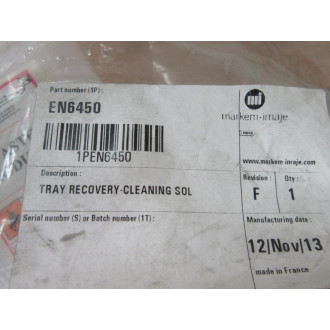 Part number (1P):
EN6450
mi
markem-imaje
1PEN6450
www.markem-imaje.com
Description :
TRAY RECOVERY-CLEANING SOL
Revision :
Qty
F
1
Serial number (S) or Batch number (1T):
Manufacturing date :
12/Nov/13
made in France